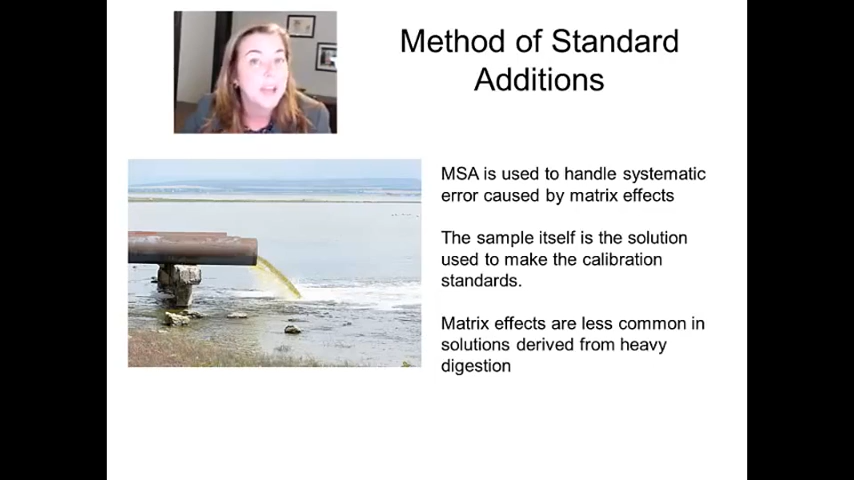 Method of Standard
Additions
MSA is used to handle systematic
error caused by matrix effects
The sample itself is the solution
used to make the calibration
standards.
Matrix effects are less common in
solutions derived from heavy
digestion